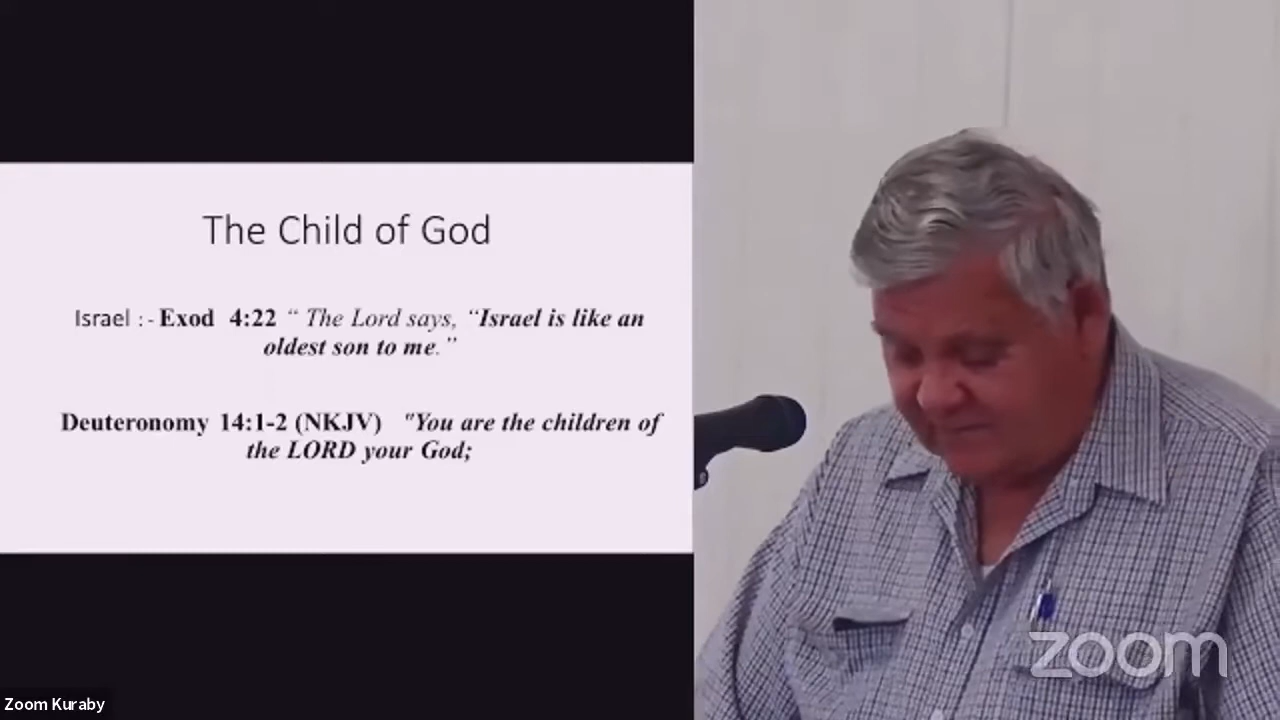 The Child of God
Israel :- Exod 4:22 “ The Lord says, “Israel is like an
oldest son to me.”
Deuteronomy 14:1-2 (NKJV) "You are the children of
the LORD your God;
zoom
Zoom Kuraby